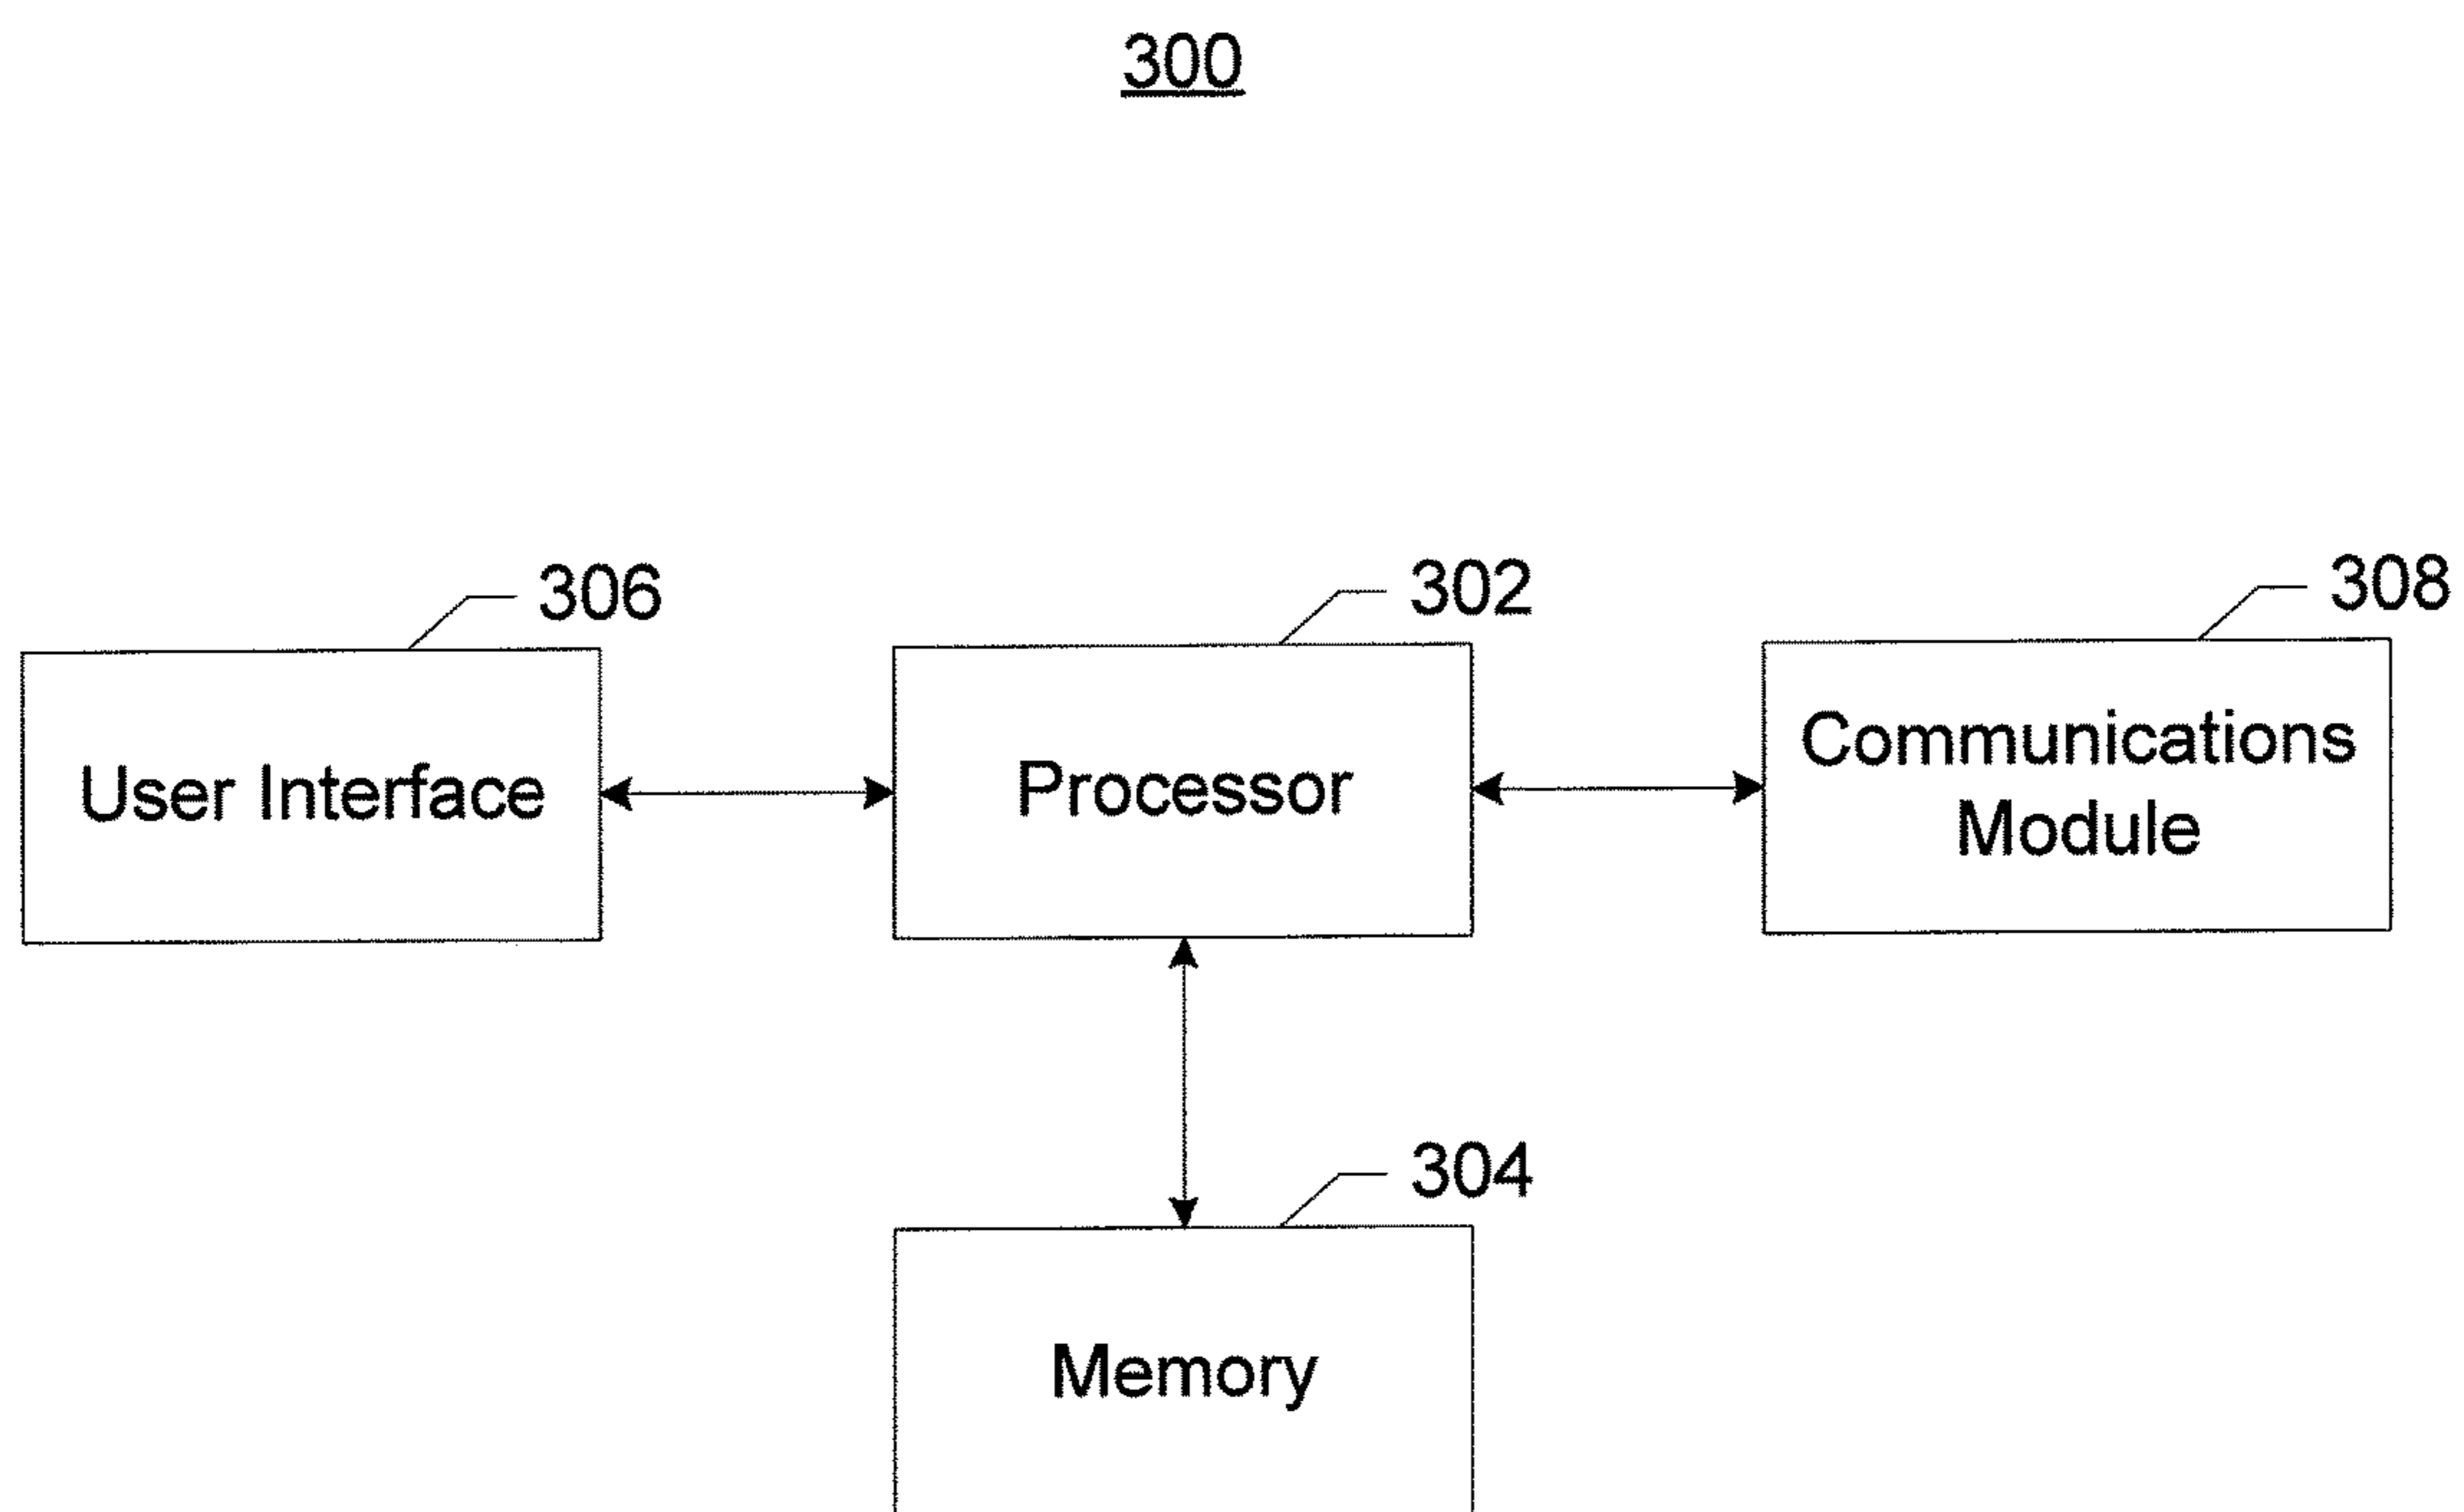 300
306
302
308
User Interface
Processor
Communications
Module
304
Memory